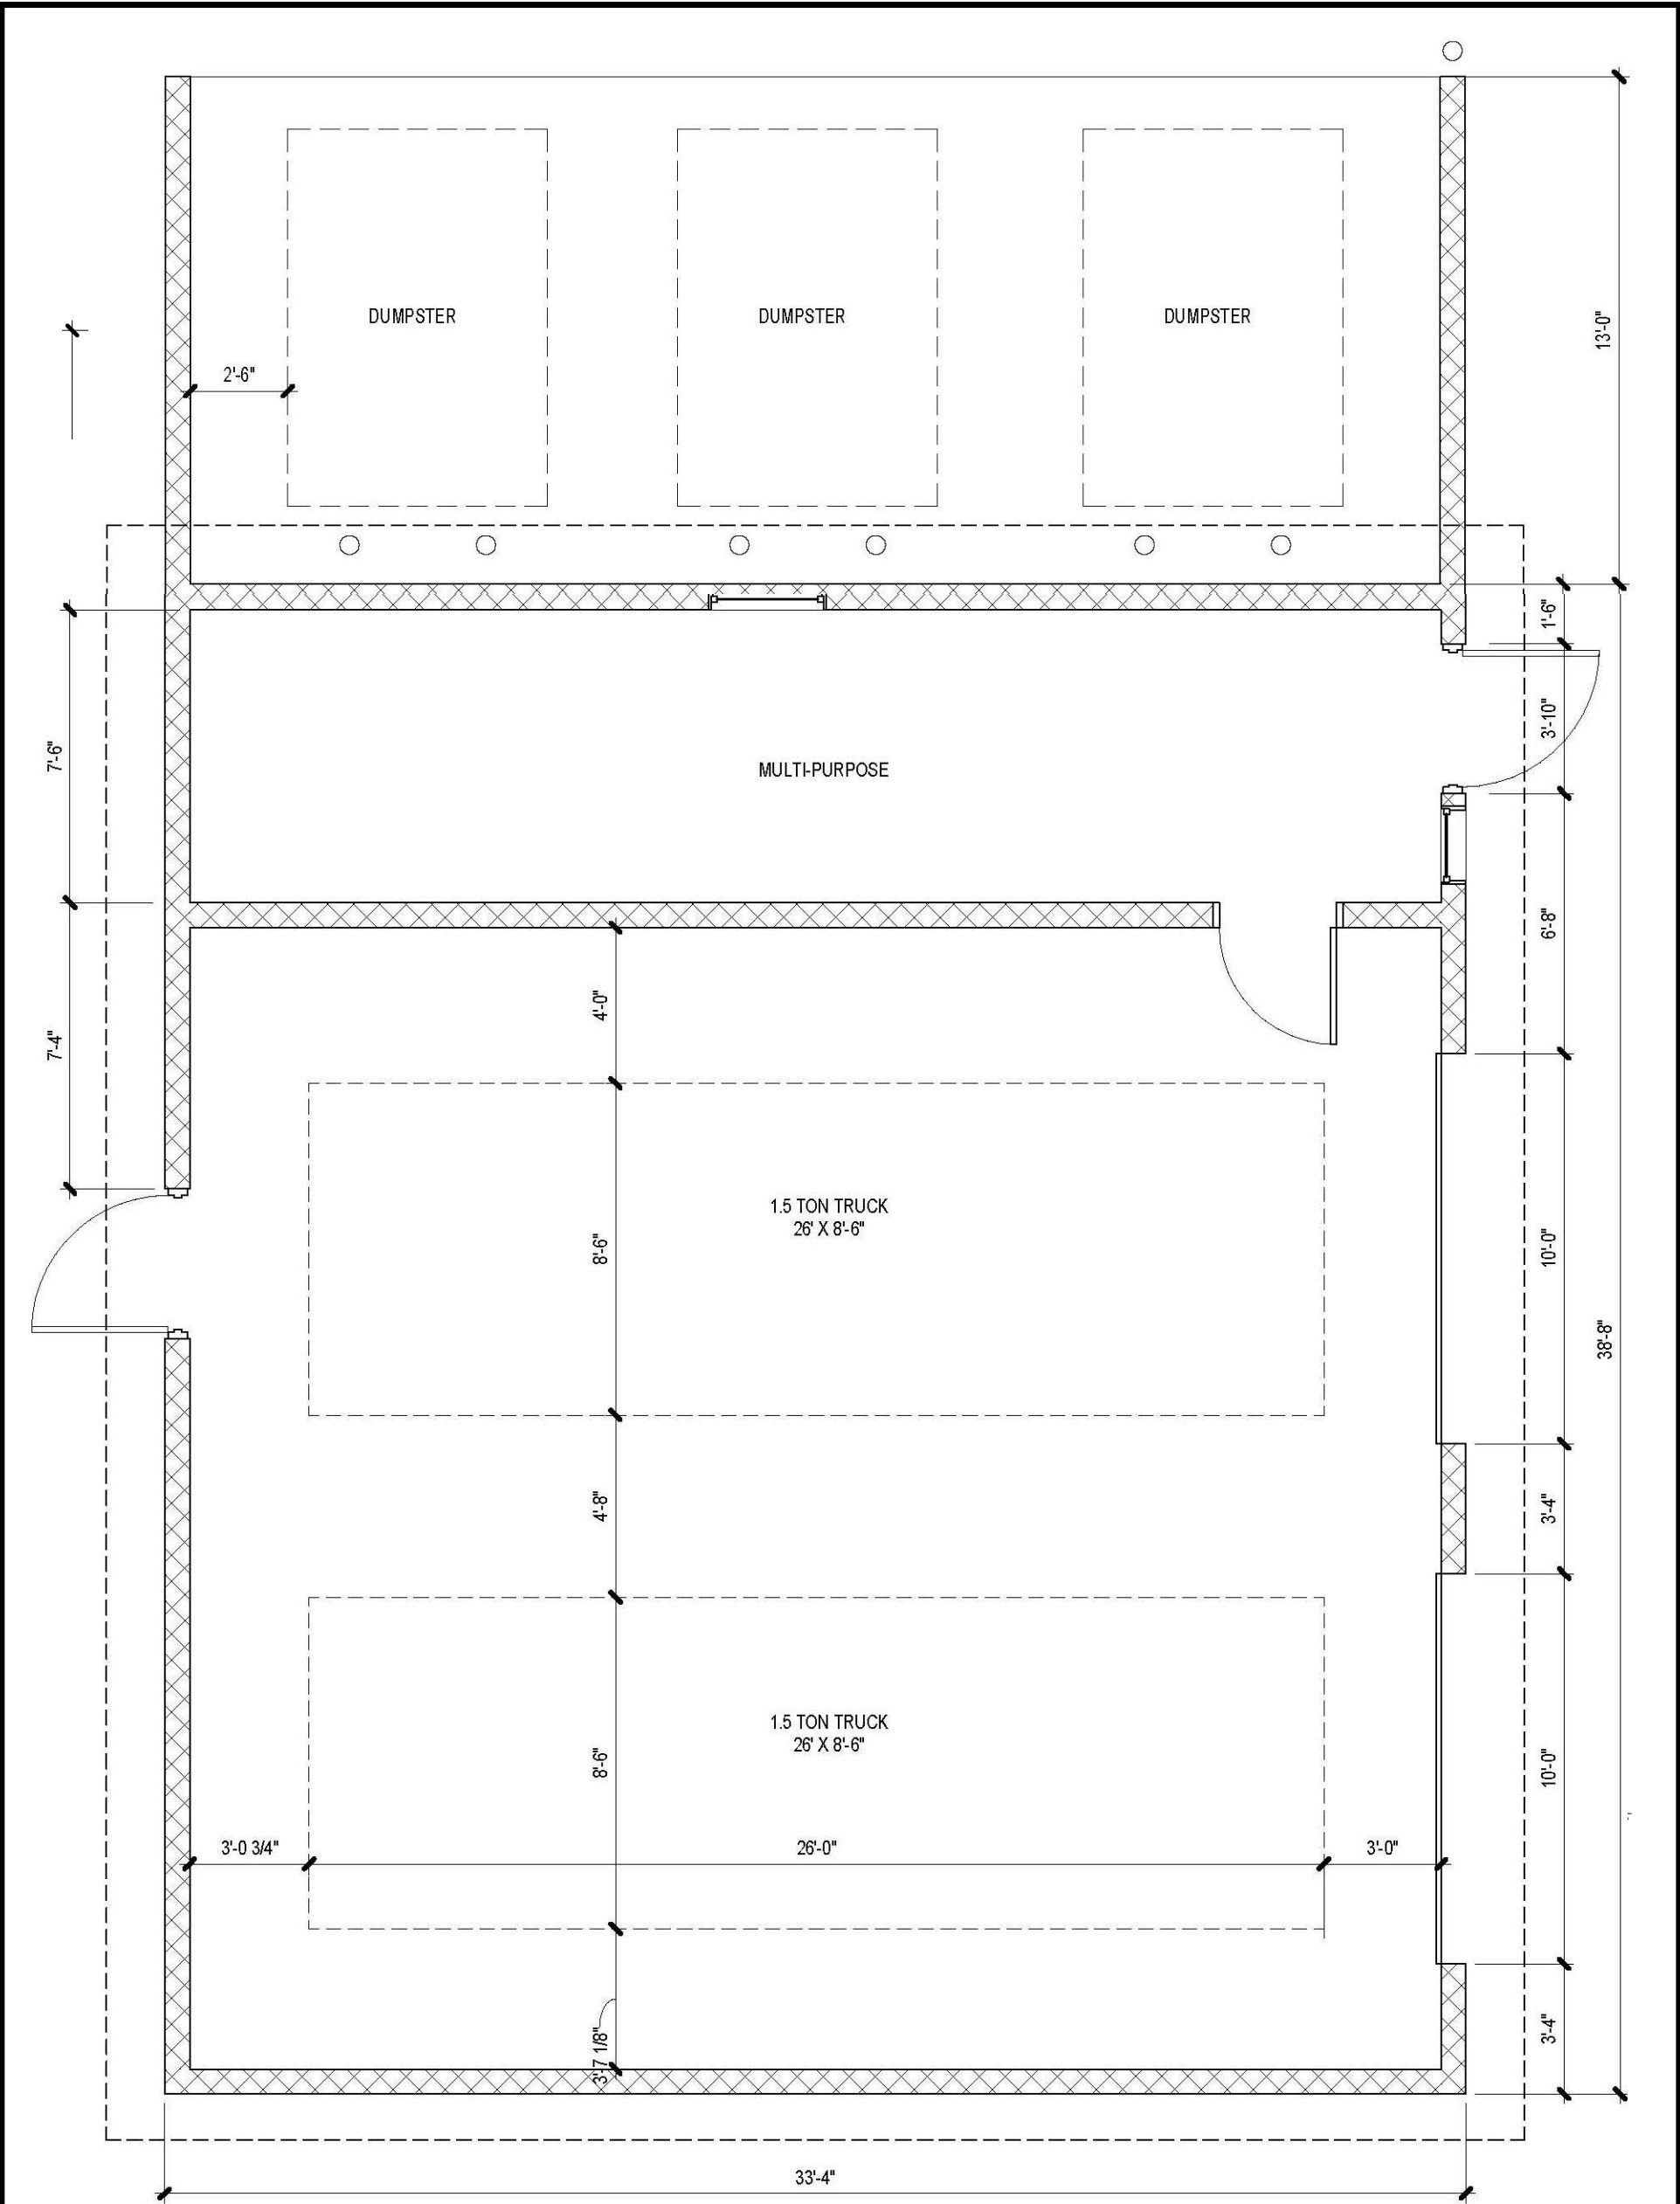 DUMPSTER
DUMPSTER
DUMPSTER
13'-0"
2'-6"
1'-6"
3'-10"
7'-6"
MULTI-PURPOSE
6'-8"
4'-0"
7'-4"
1.5 TON TRUCK
26' X 8'-6"
8'-6"
10'-0"
38'-8"
4'-8"
3'-4"
1.5 TON TRUCK
26' X 8'-6"
8'-6"
10'-0"
3'-0 3/4"
26'-0"
3'-0"
3'-7 1/8"
3'-4"
33'-4"